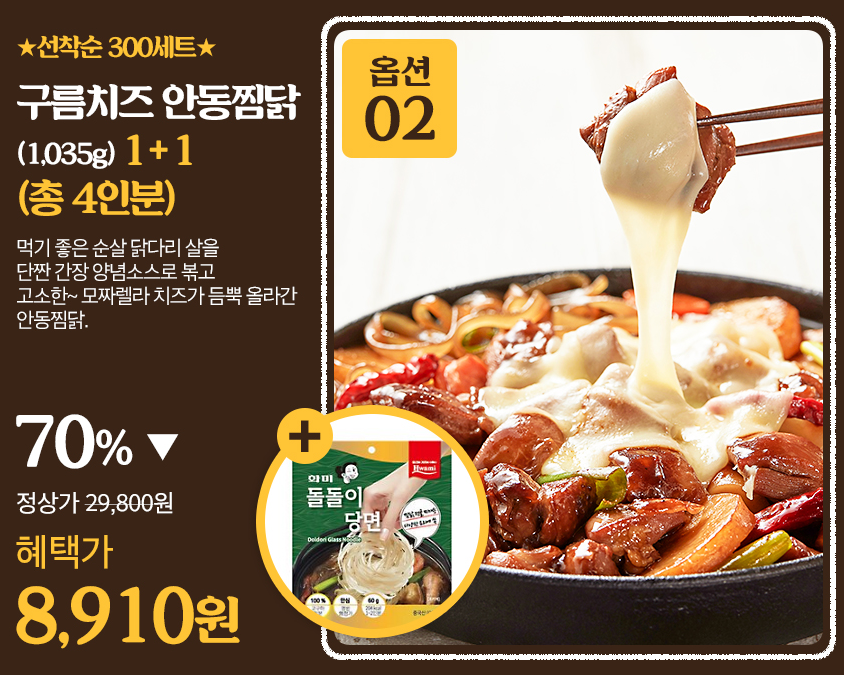 ★선착순 300세트★
구름치즈 안동찜닭
(1,035g) 1+1
(총 4인분)
먹기 좋은 순살 닭다리 살을
단짠 간장 양념소스로 볶고
고소한~ 모짜렐라 치즈가 듬뿍 올라간
안동찜닭.
옵션
02
70% ▼
정상가 29,800원
혜택가
8,910원
+
Hwami
화미
돌돌이
당면
Doldori Glass Noodle
100 %
안심
60 g